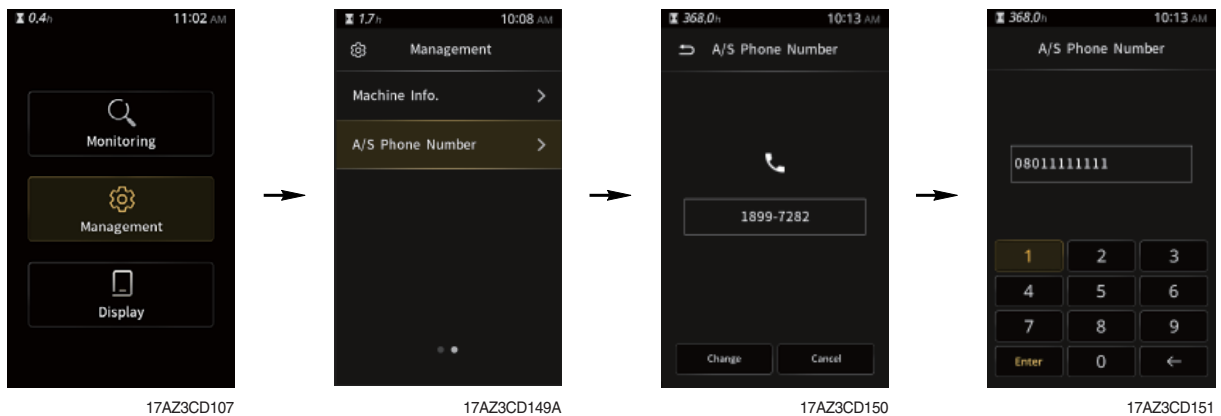 0.4h 11:02 AM
Monitoring
Management
Display
17AZ3CD107
1.7h 10:08 AM
Management
Machine Info.
A/S Phone Number
17AZ3CD149A
368.0h 10:13 AM
A/S Phone Number
1899-7282
Change Cancel
17AZ3CD150
368.0h 10:13 AM
A/S Phone Number
08011111111
1 2 3
4 5 6
7 8 9
Enter 0 ←
17AZ3CD151